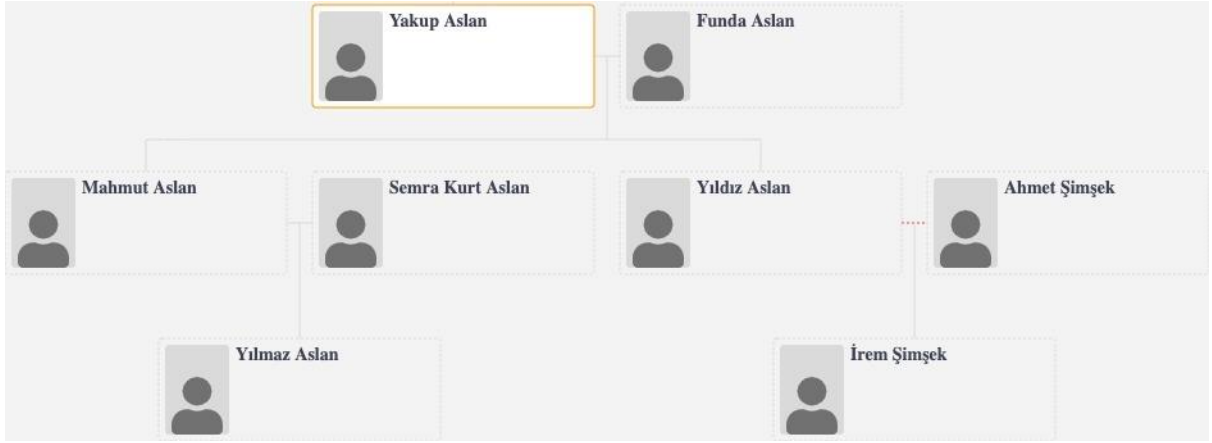 Yakup Aslan
Funda Aslan
Mahmut Aslan
Semra Kurt Aslan
Yıldız Aslan
Ahmet Şimşek
Yılmaz Aslan
İrem Şimşek